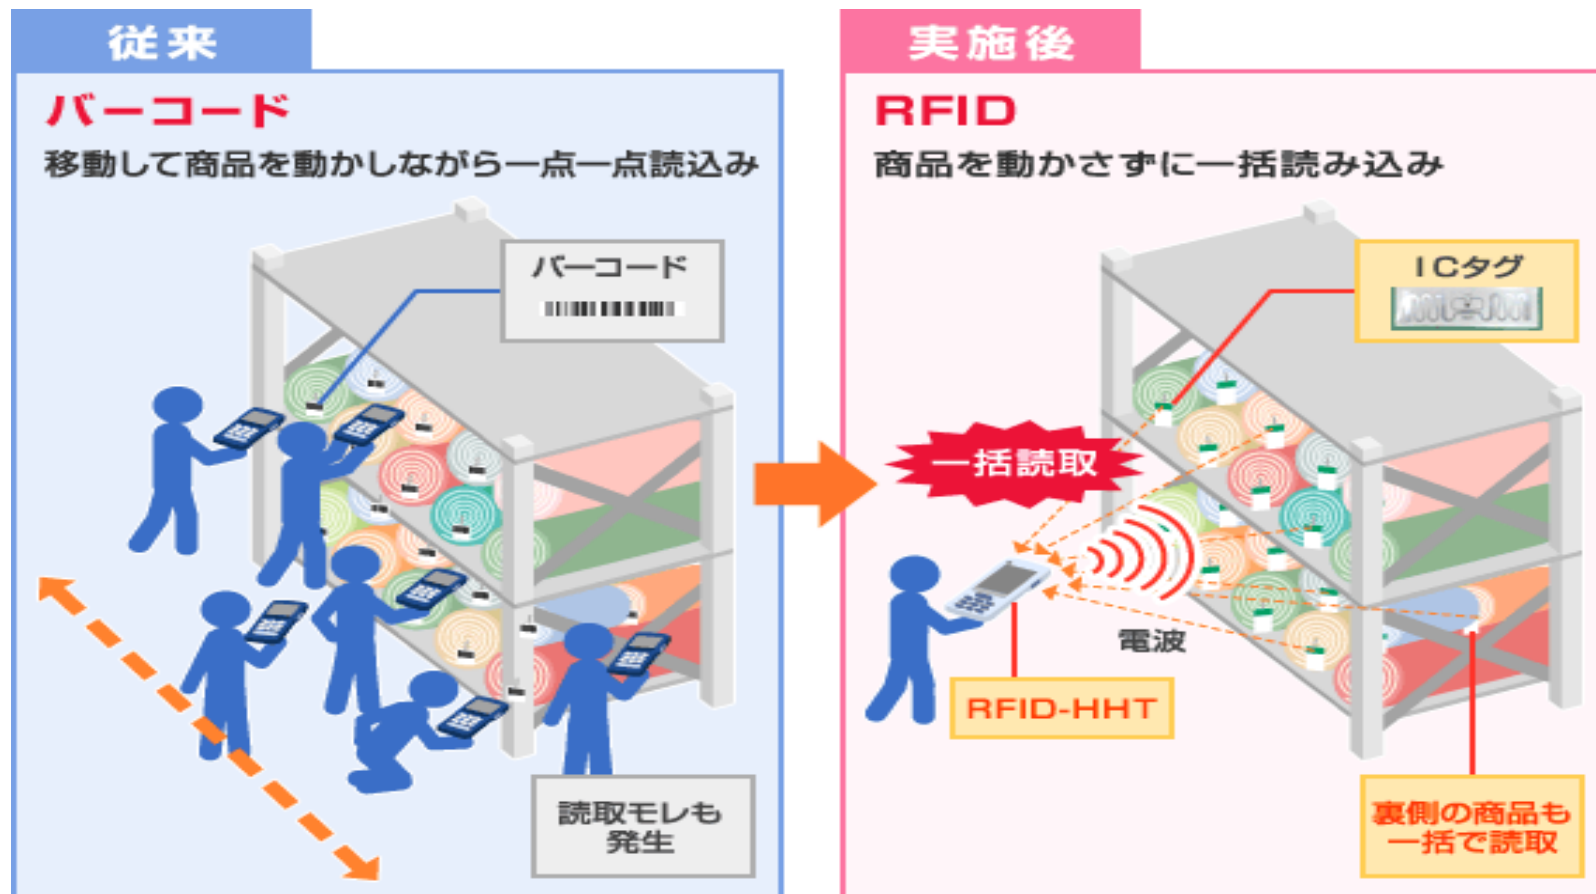 従来
バーコード
移動して商品を動かしながら一点一点読込み
バーコード
読取モレも
発生
実施後
RFID
商品を動かさずに一括読み込み
ICタグ
一括読取
電波
RFID-HHT
裏側の商品も
一括で読取